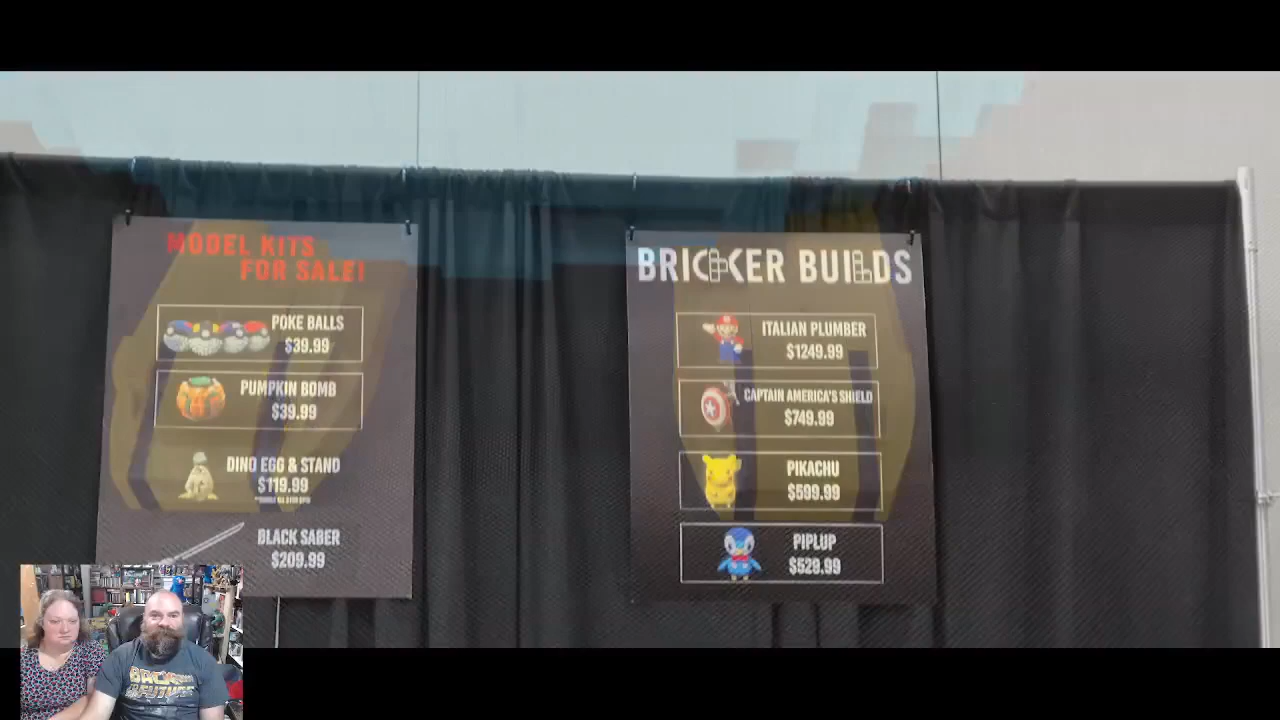 MODEL KITS
FOR SALE!
POKE BALLS
$39.99
PUMPKIN BOMB
$39.99
DINO EGG & STAND
$119.99
BLACK SABER
$209.99
BRICKER BUILDS
ITALIAN PLUMBER
$1249.99
CAPTAIN AMERICA'S SHIELD
$749.99
PIKACHU
$599.99
PIPLUP
$529.99
BACK
FUTURE